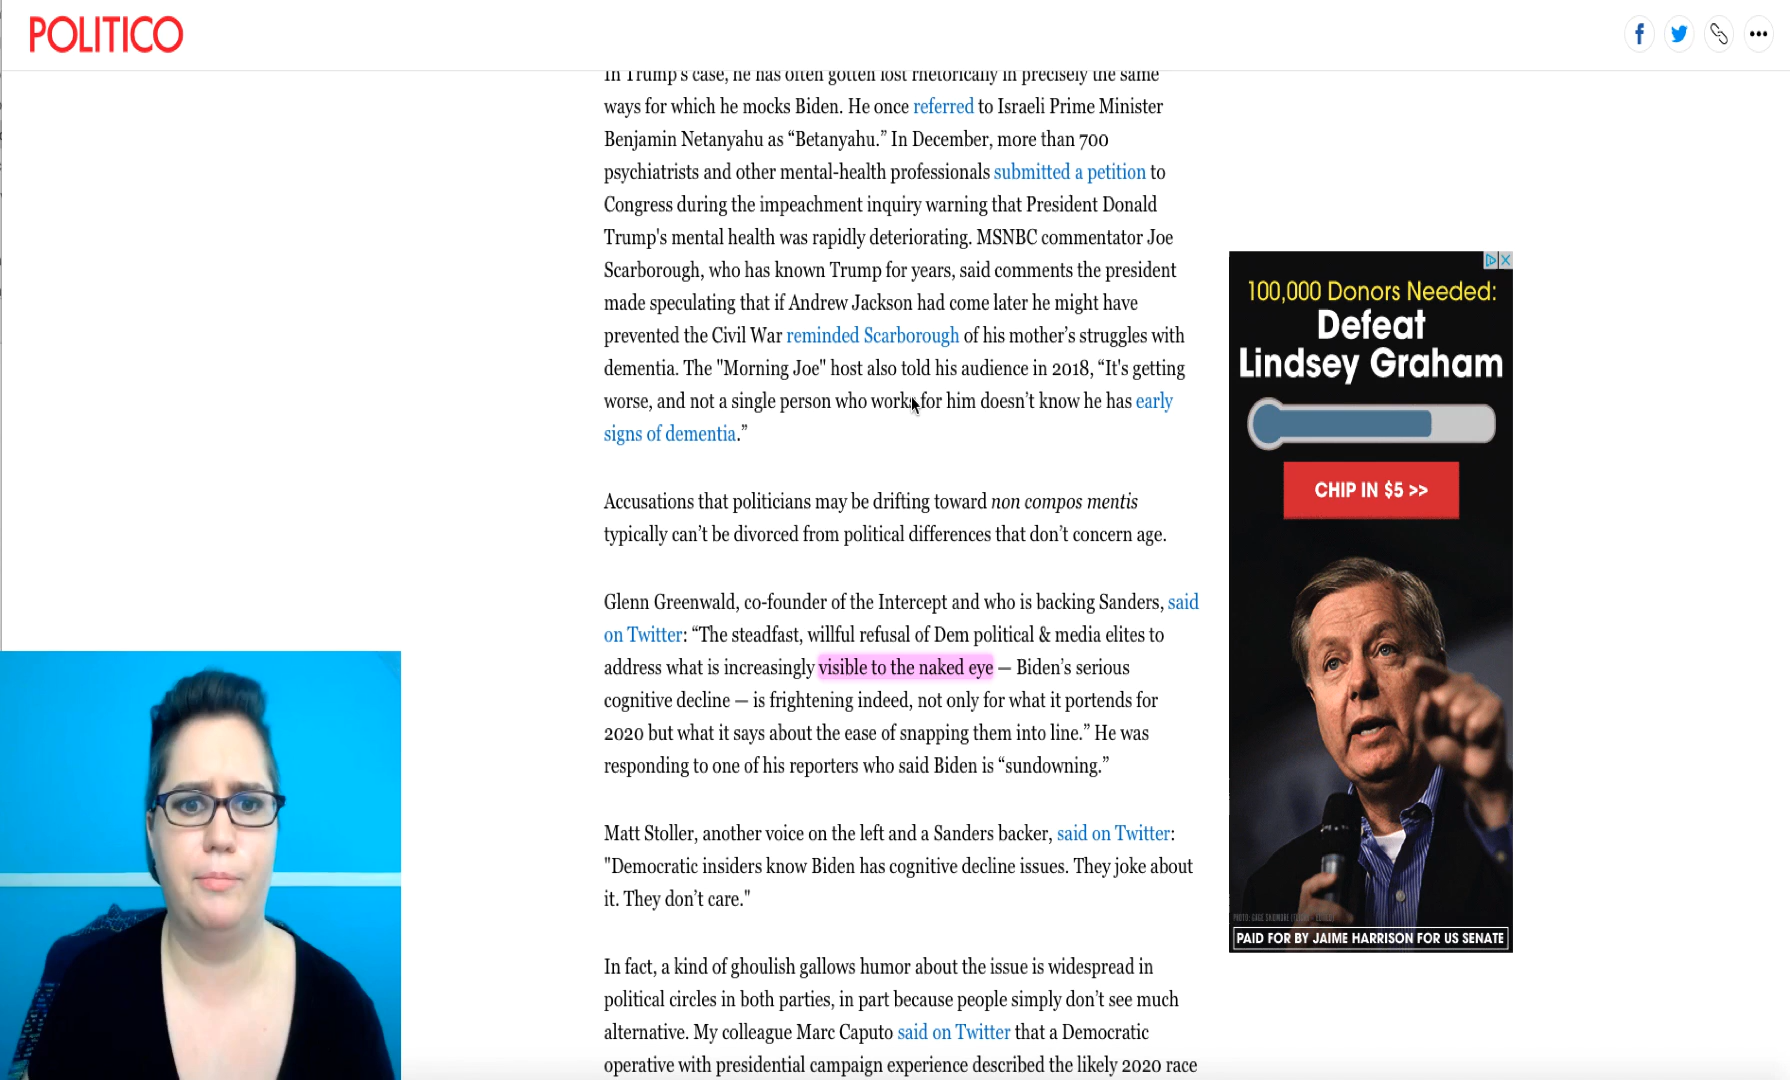 POLITICO
In Trump's case, he has often gotten lost rhetorically in precisely the same
ways for which he mocks Biden. He once referred to Israeli Prime Minister
Benjamin Netanyahu as “Betanyahu.” In December, more than 700
psychiatrists and other mental-health professionals submitted a petition to
Congress during the impeachment inquiry warning that President Donald
Trump's mental health was rapidly deteriorating. MSNBC commentator Joe
Scarborough, who has known Trump for years, said comments the president
made speculating that if Andrew Jackson had come later he might have
prevented the Civil War reminded Scarborough of his mother’s struggles with
dementia. The "Morning Joe" host also told his audience in 2018, “It's getting
worse, and not a single person who works for him doesn’t know he has early
signs of dementia.”
Accusations that politicians may be drifting toward non compos mentis
typically can’t be divorced from political differences that don’t concern age.
Glenn Greenwald, co-founder of the Intercept and who is backing Sanders, said
on Twitter: “The steadfast, willful refusal of Dem political & media elites to
address what is increasingly visible to the naked eye — Biden’s serious
cognitive decline — is frightening indeed, not only for what it portends for
2020 but what it says about the ease of snapping them into line.” He was
responding to one of his reporters who said Biden is “sundowning.”
Matt Stoller, another voice on the left and a Sanders backer, said on Twitter:
"Democratic insiders know Biden has cognitive decline issues. They joke about
it. They don’t care."
In fact, a kind of ghoulish gallows humor about the issue is widespread in
political circles in both parties, in part because people simply don’t see much
alternative. My colleague Marc Caputo said on Twitter that a Democratic
operative with presidential campaign experience described the likely 2020 race
100,000 Donors Needed:
Defeat
Lindsey Graham
CHIP IN $5 >>
PAID FOR BY JAIME HARRISON FOR US SENATE